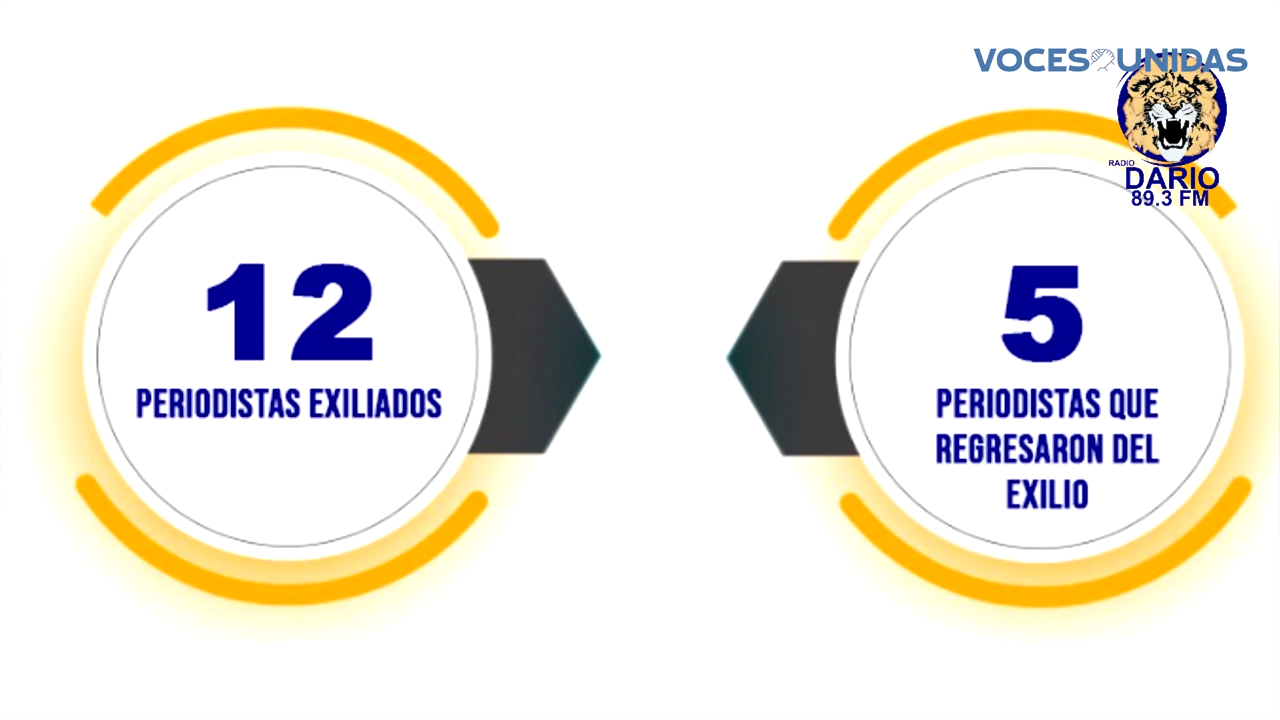 VOCES UNIDAS
RADIO
DARIO
89.3 FM
12
PERIODISTAS EXILIADOS
5
PERIODISTAS QUE
REGRESARON DEL
EXILIO